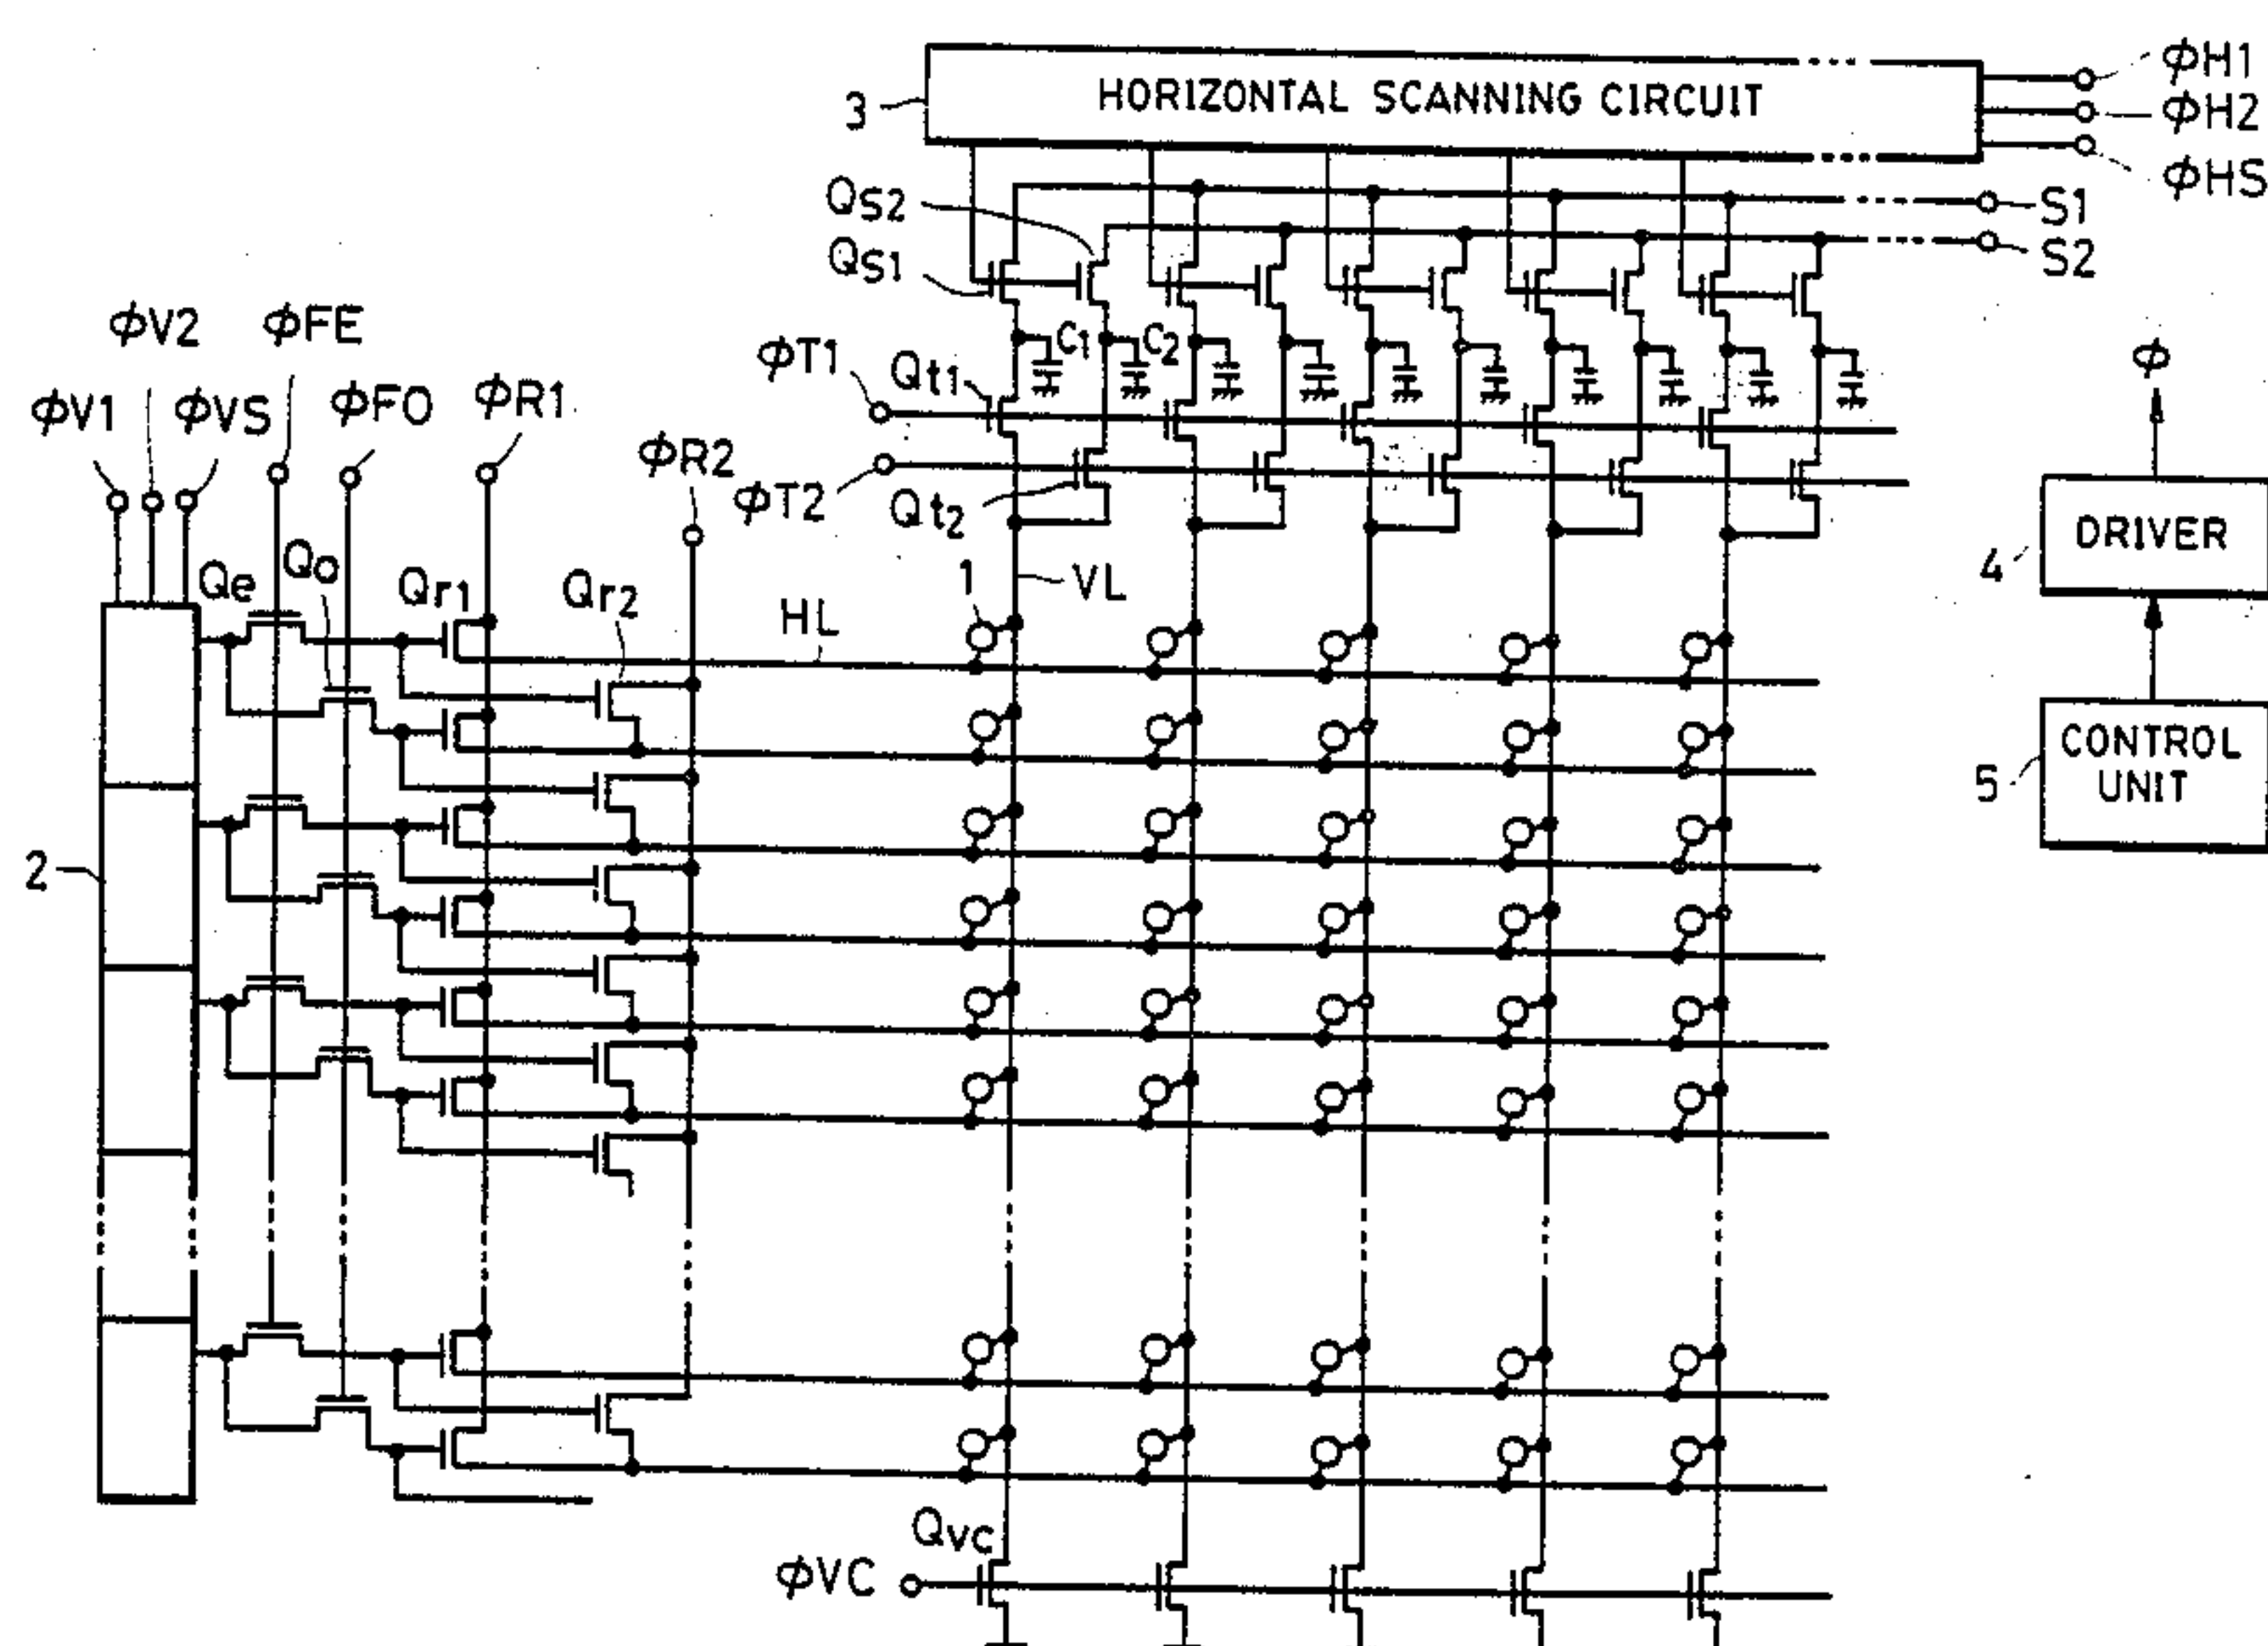 HORIZONTAL SCANNING CIRCUIT
3
ϕH1
ϕH2
ϕHS
S1
S2
QS2
QS1
C1
C2
ϕT1
Qt1
ϕT2
Qt2
ϕV2
ϕFE
ϕV1
ϕVS
ϕFO
ϕR1
ϕR2
Qe
Qo
Qr1
Qr2
HL
1
VL
ϕ
DRIVER
4
CONTROL
UNIT
5
2
Qvc
ϕVC